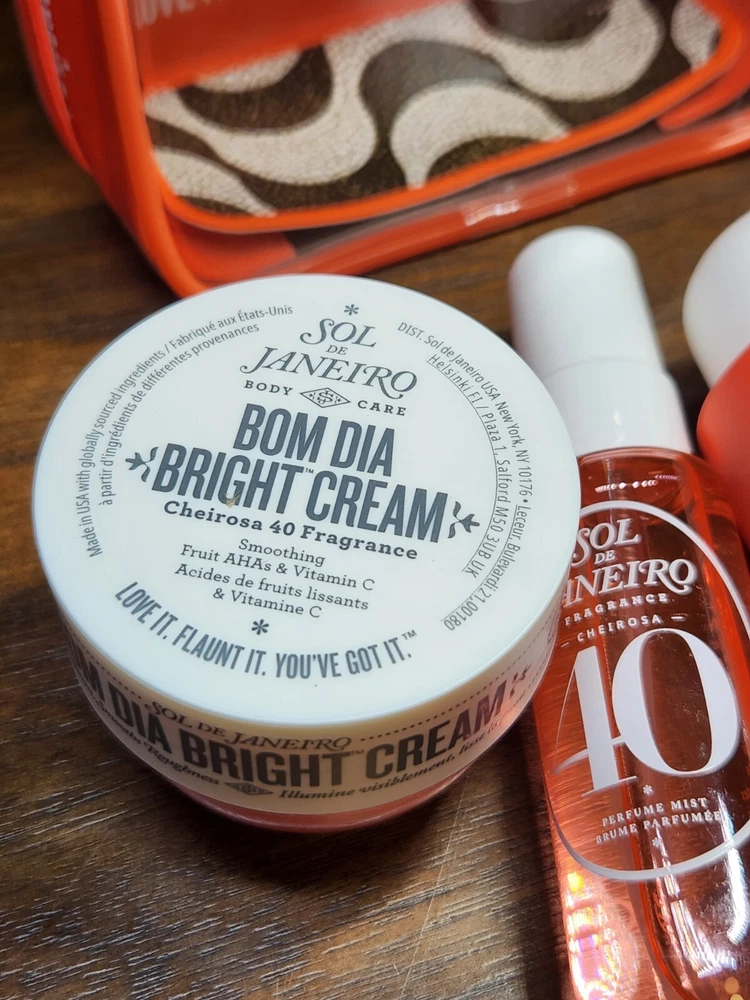 LOVE
Made in USA with globally sourced ingredients / Fabriqué aux États-Unis
à partir d'ingrédients de différentes provenances
DIST. Sol de Janeiro USA New York, NY 10176 • Leceur, Bulevardi 21, 00180
Helsinki FI / Plaza 1, Salford M50 3UB UK
SOL
DE
JANEIRO
BODY CARE
BOM DIA
BRIGHT™ CREAM
Cheirosa 40 Fragrance
Smoothing
Fruit AHAs & Vitamin C
Acides de fruits lissants
& Vitamine C
LOVE IT. FLAUNT IT. YOU'VE GOT IT.™
SOL DE JANEIRO
BOM DIA BRIGHT™ CREAM
Roughness
Illumine visiblement,
SOL
DE
JANEIRO
FRAGRANCE
- CHEIROSA -
40
PERFUME MIST
BRUME PARFUMÉE